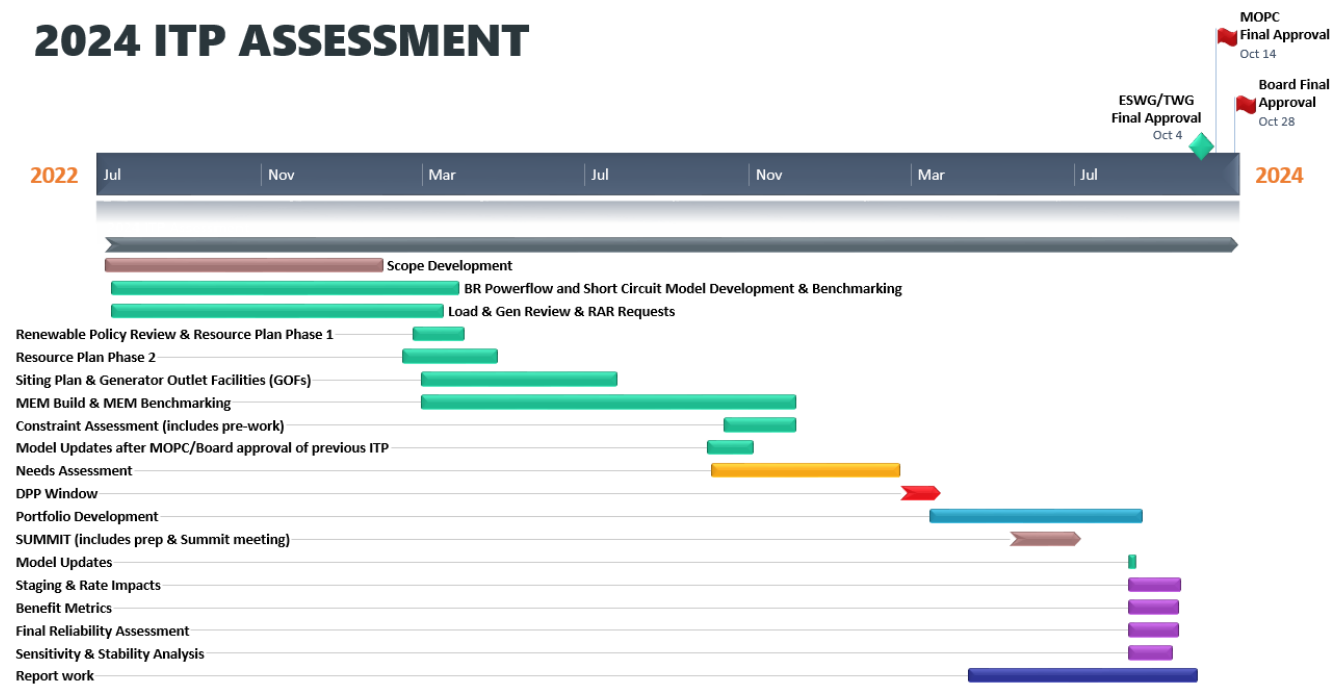 2024 ITP ASSESSMENT
MOPC
Final Approval
Oct 14
Board Final
Approval
Oct 28
ESWG/TWG
Final Approval
Oct 4
2022 Jul Nov Mar Jul Nov Mar Jul 2024
Scope Development
BR Powerflow and Short Circuit Model Development & Benchmarking
Load & Gen Review & RAR Requests
Renewable Policy Review & Resource Plan Phase 1
Resource Plan Phase 2
Siting Plan & Generator Outlet Facilities (GOFs)
MEM Build & MEM Benchmarking
Constraint Assessment (includes pre-work)
Model Updates after MOPC/Board approval of previous ITP
Needs Assessment
DPP Window
Portfolio Development
SUMMIT (includes prep & Summit meeting)
Model Updates
Staging & Rate Impacts
Benefit Metrics
Final Reliability Assessment
Sensitivity & Stability Analysis
Report work